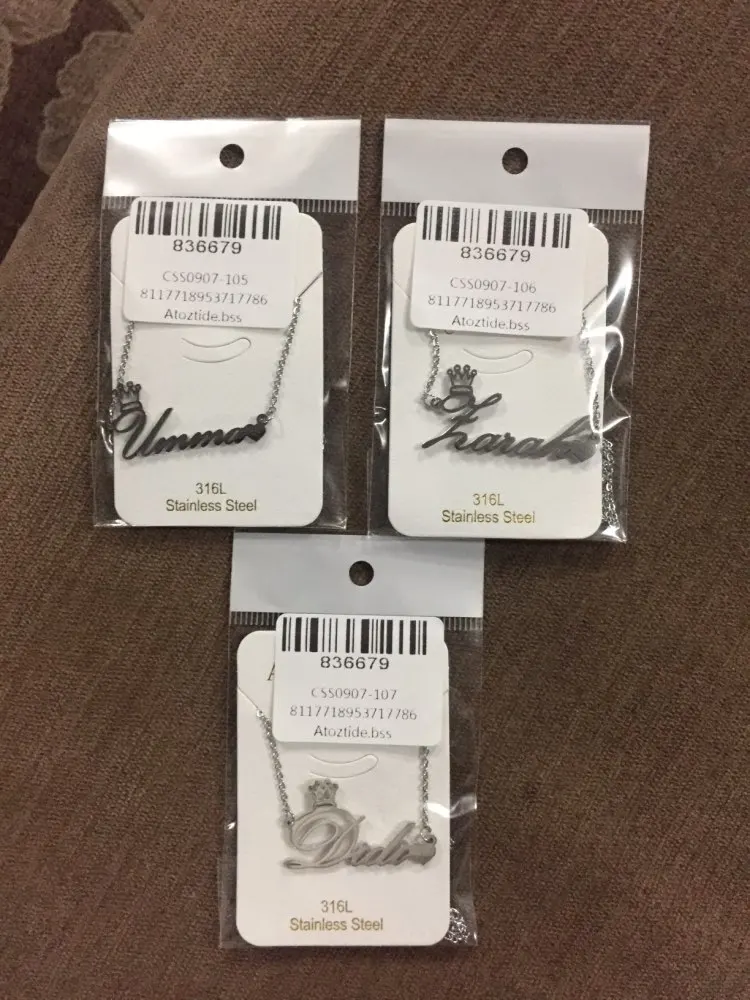 836679
CSS0907-105
8117718953717786
Atoztide.bss
Umma
316L
Stainless Steel
836679
CSS0907-106
8117718953717786
Atoztide.bss
Zarah
316L
Stainless Steel
836679
CSS0907-107
8117718953717786
Atoztide.bss
Didi
316L
Stainless Steel